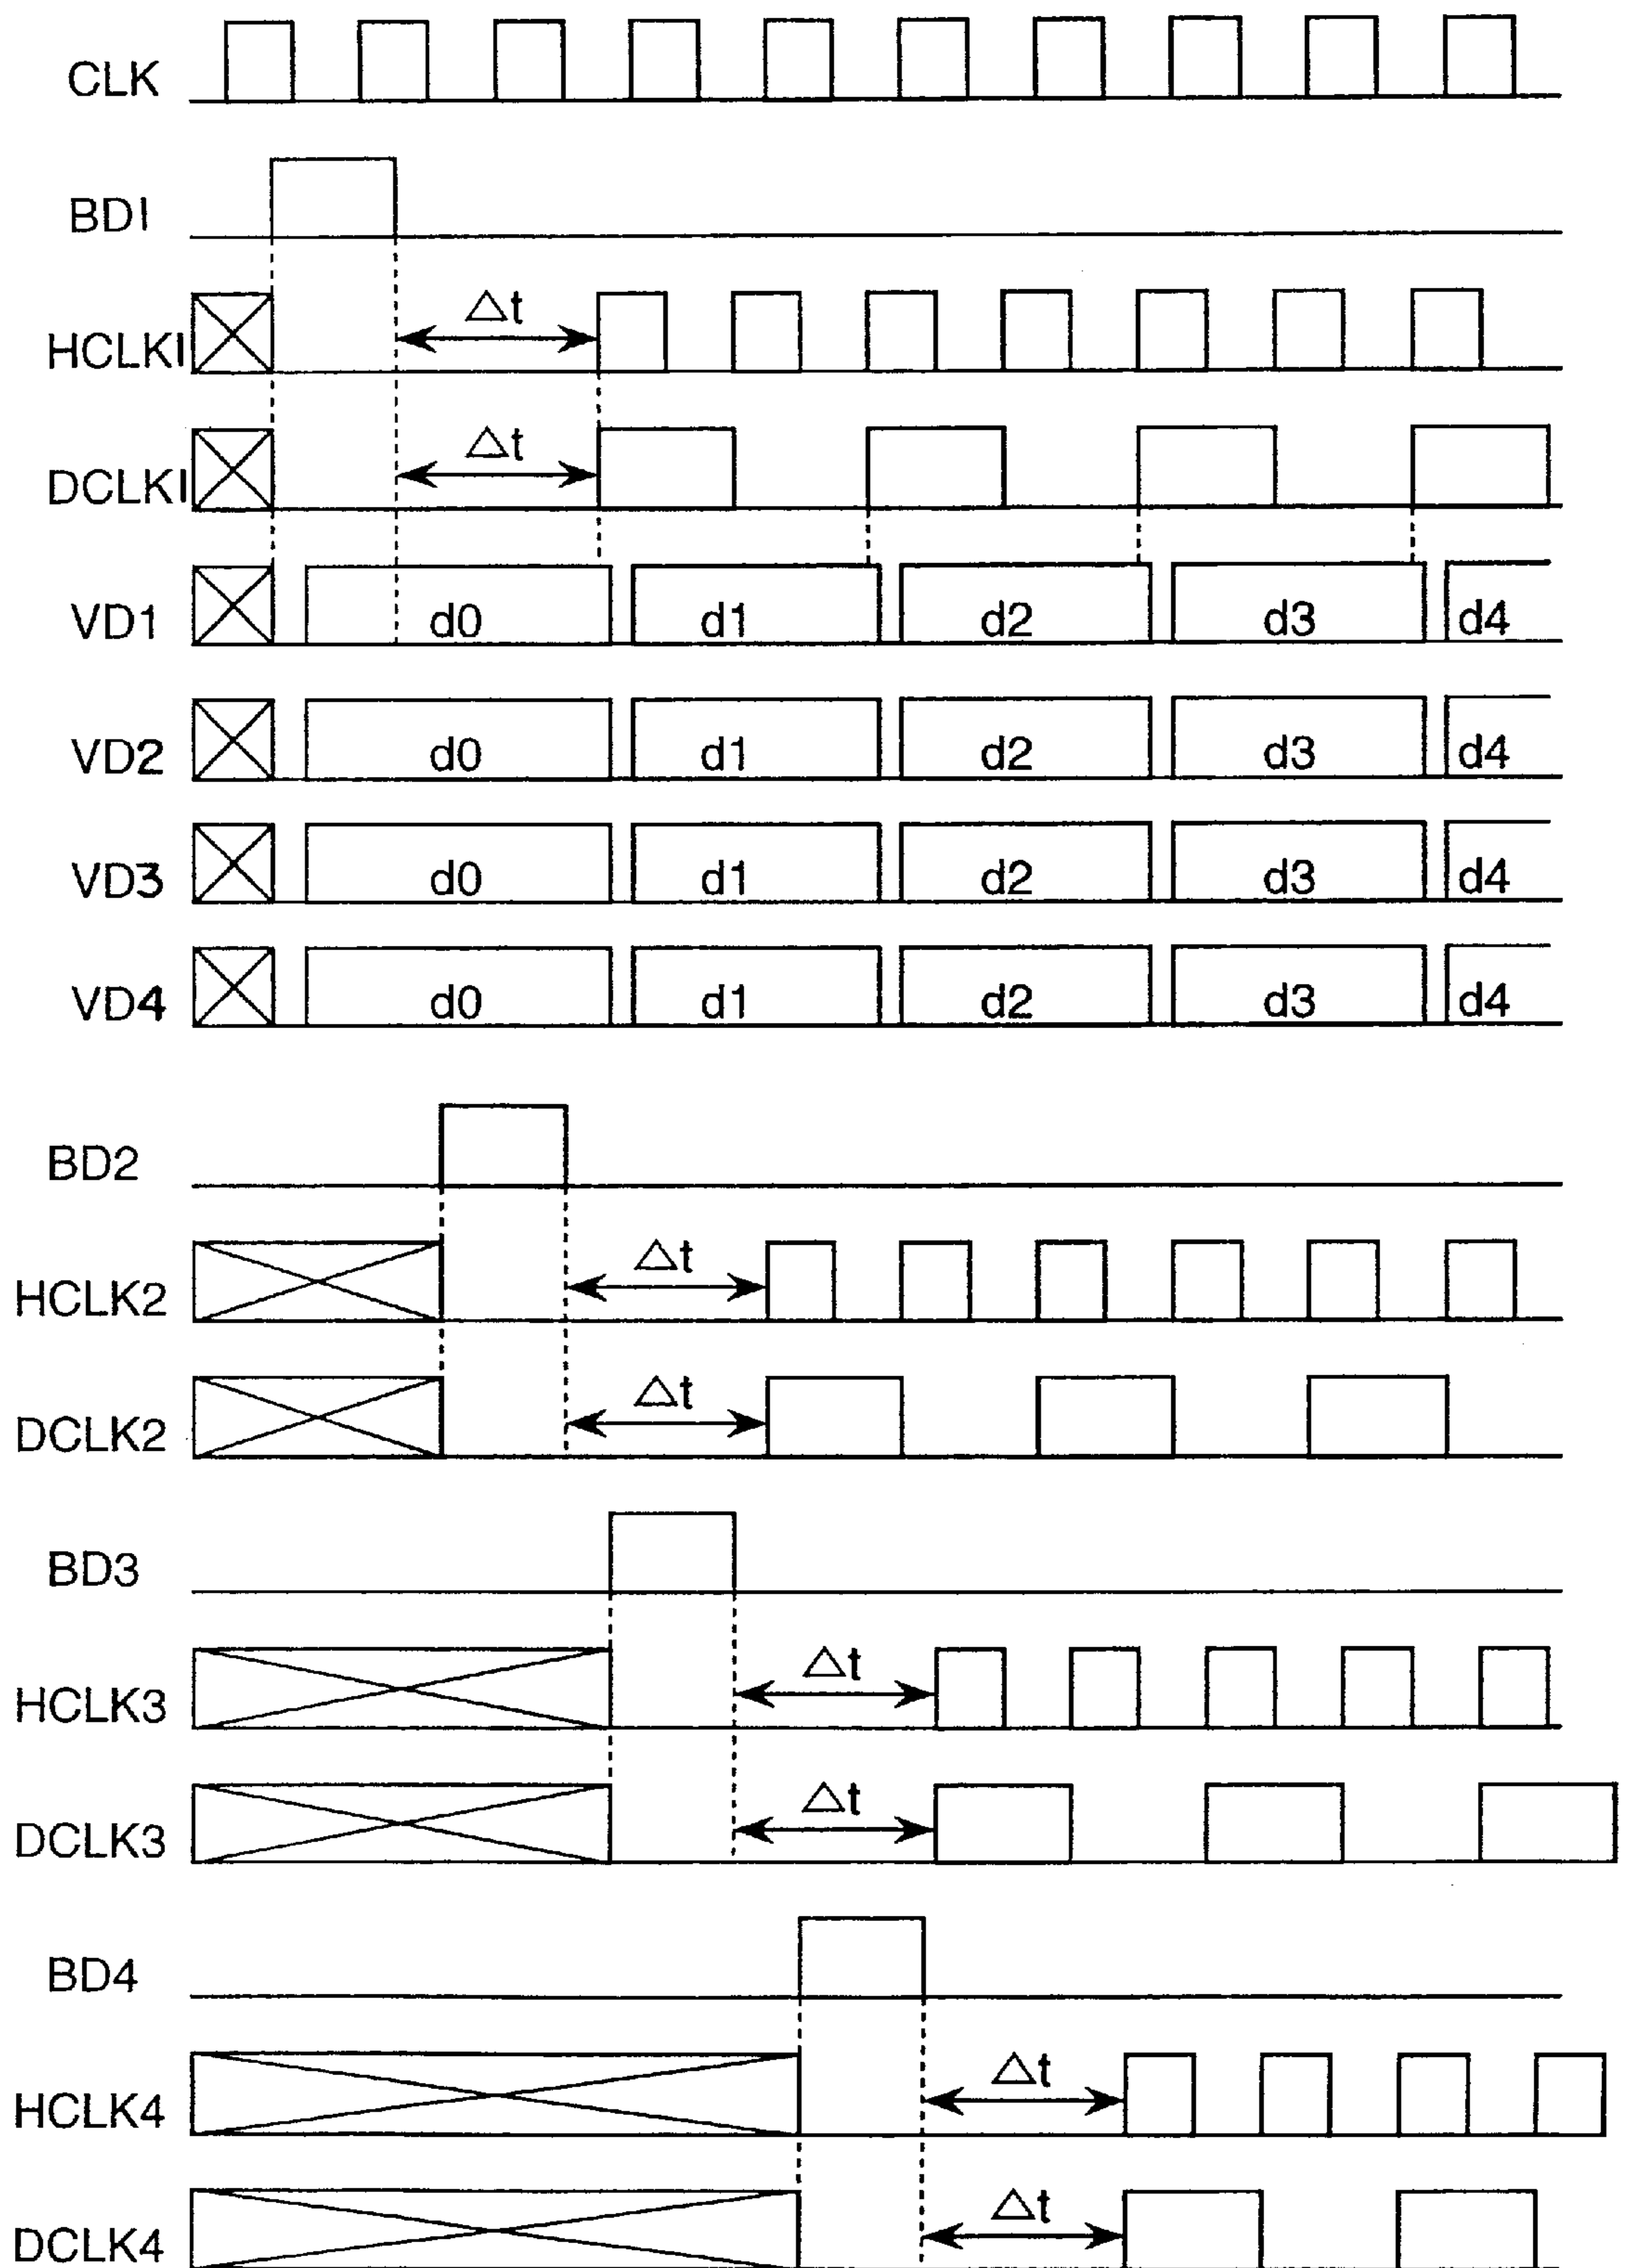 CLK
BD1
HCLK1
Δt
DCLK1
Δt
VD1 d0 d1 d2 d3 d4
VD2 d0 d1 d2 d3 d4
VD3 d0 d1 d2 d3 d4
VD4 d0 d1 d2 d3 d4
BD2
HCLK2
Δt
DCLK2
Δt
BD3
HCLK3
Δt
DCLK3
Δt
BD4
HCLK4
Δt
DCLK4
Δt